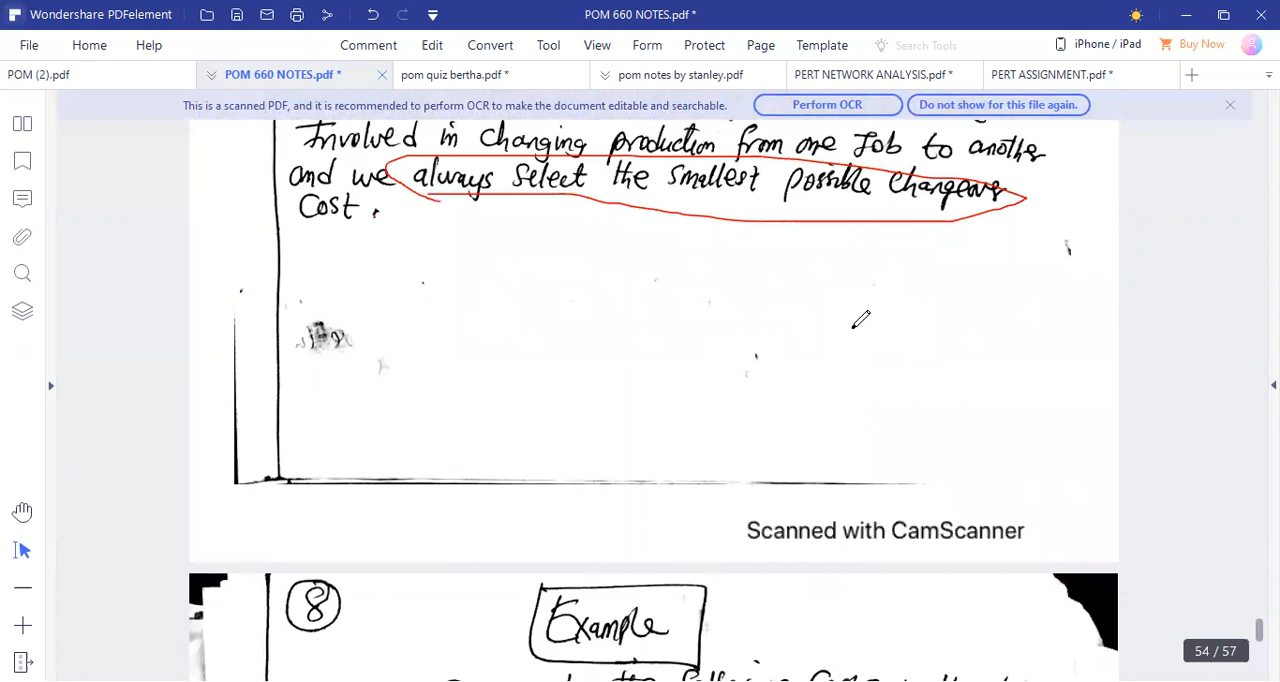 Wondershare PDFelement
POM 660 NOTES.pdf *
File Home Help Comment Edit Convert Tool View Form Protect Page Template Search Tools iPhone / iPad Buy Now
POM (2).pdf POM 660 NOTES.pdf * pom quiz bertha.pdf * pom notes by stanley.pdf PERT NETWORK ANALYSIS.pdf * PERT ASSIGNMENT.pdf *
This is a scanned PDF, and it is recommended to perform OCR to make the document editable and searchable. Perform OCR Do not show for this file again.
Involved in changing production from one Job to another
and we always select the smallest possible changeover
Cost.
Scanned with CamScanner
8 Example
the following
54 / 57